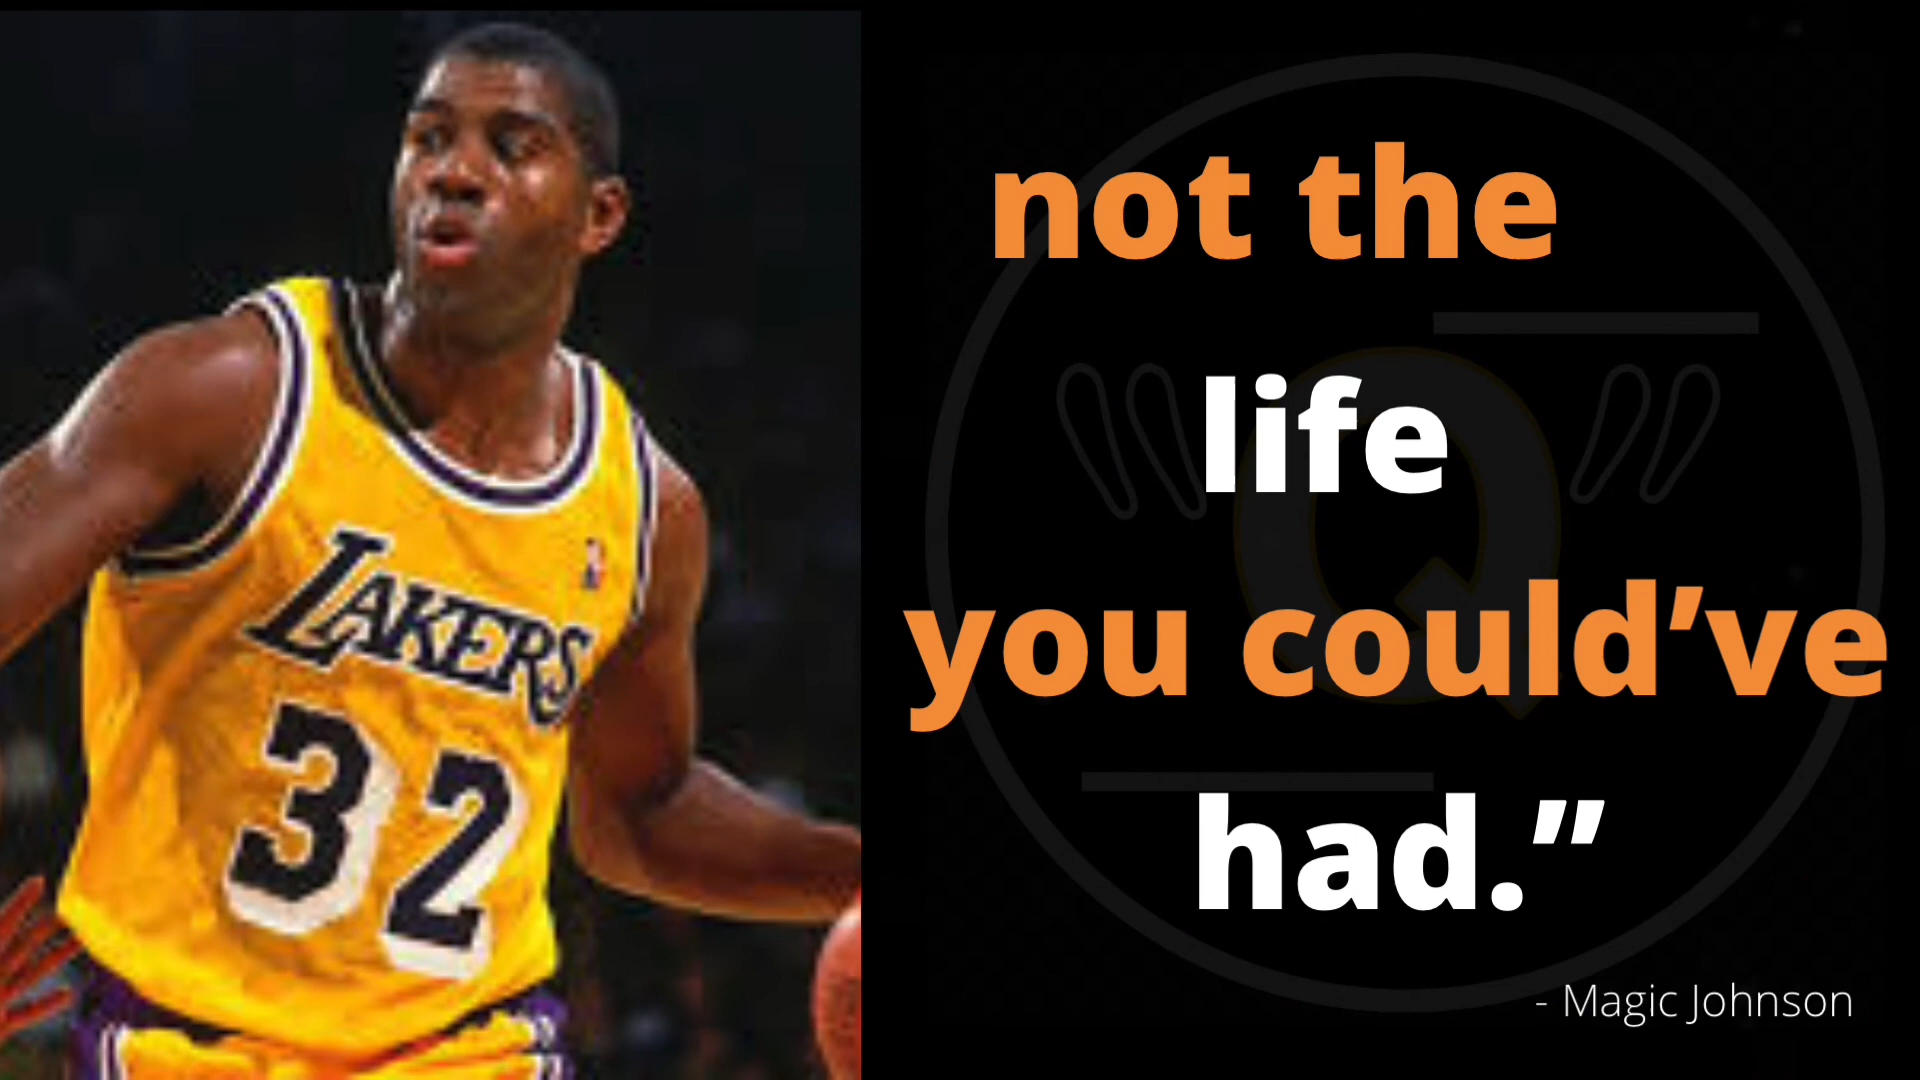 not the
life
you could’ve
had.”
- Magic Johnson
LAKERS
32
“Q”